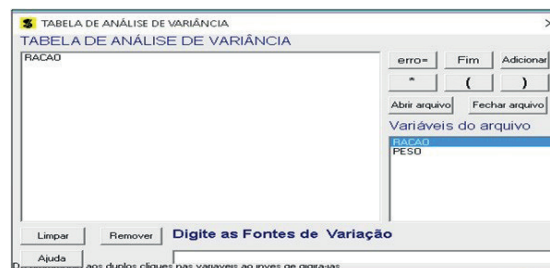 S TABELA DE ANÁLISE DE VARIÂNCIA ×
TABELA DE ANÁLISE DE VARIÂNCIA
RACAO
erro= Fim Adicionar
* ( )
Abrir arquivo Fechar arquivo
Variáveis do arquivo
RACAO
PESO
Limpar Remover Digite as Fontes de Variação
Ajuda
aos duplos cliques nas variaveis ao inves de